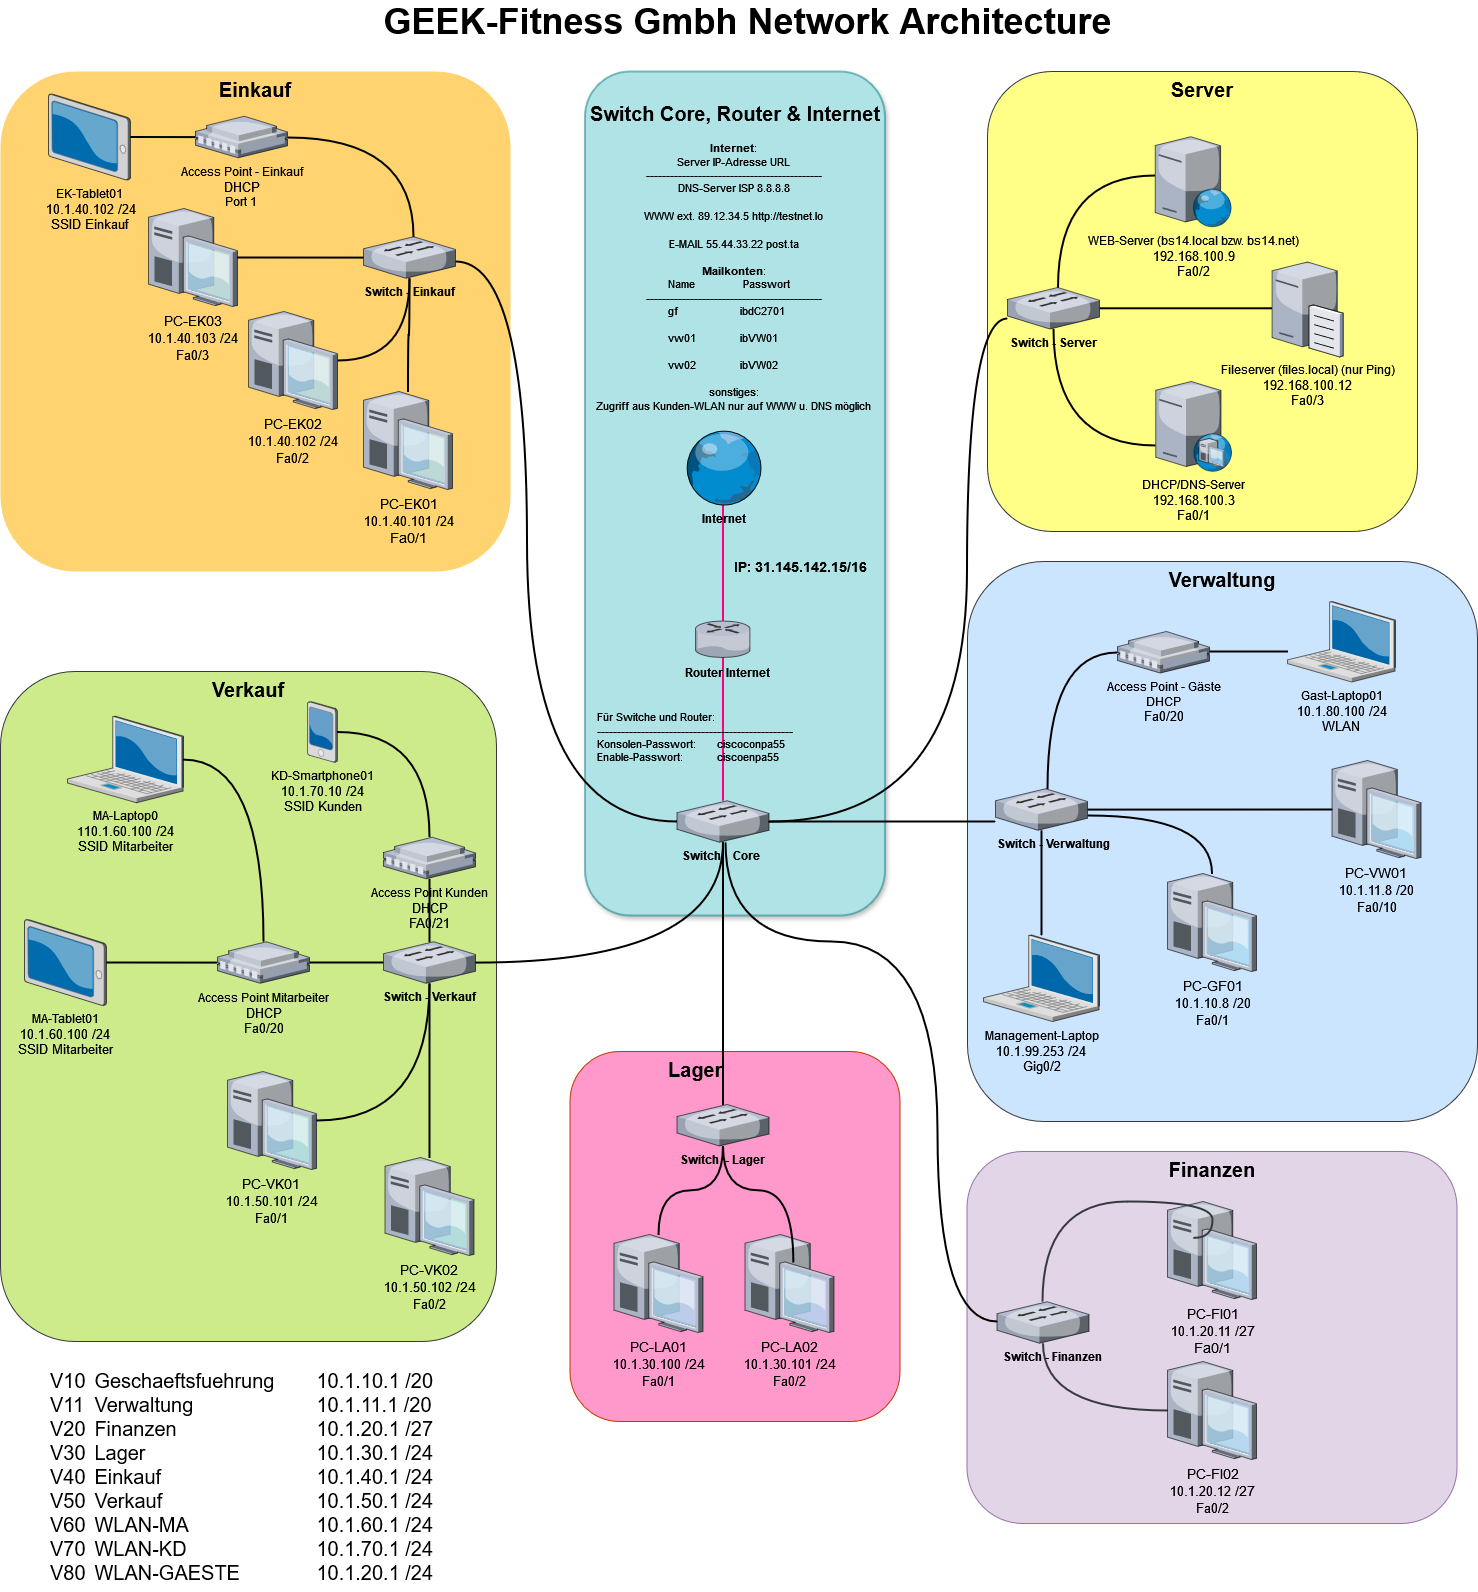 GEEK-Fitness Gmbh Network Architecture
Einkauf
EK-Tablet01
10.1.40.102 /24
SSID Einkauf
Access Point - Einkauf
DHCP
Port 1
Switch - Einkauf
PC-EK03
10.1.40.103 /24
Fa0/3
PC-EK02
10.1.40.102 /24
Fa0/2
PC-EK01
10.1.40.101 /24
Fa0/1
Switch Core, Router & Internet
Internet:
Server IP-Adresse URL
DNS-Server ISP 8.8.8.8
WWW ext. 89.12.34.5 http://testnet.lo
E-MAIL 55.44.33.22 post.ta
Mailkonten:
Name Passwort
gf ibdC2701
vw01 ibVW01
vw02 ibVW02
sonstiges:
Zugriff aus Kunden-WLAN nur auf WWW u. DNS möglich
Internet
IP: 31.145.142.15/16
Router Internet
Für Switche und Router:
Konsolen-Passwort: ciscoconpa55
Enable-Passwort: ciscoenpa55
Switch - Core
Server
WEB-Server (bs14.local bzw. bs14.net)
192.168.100.9
Fa0/2
Switch - Server
Fileserver (files.local) (nur Ping)
192.168.100.12
Fa0/3
DHCP/DNS-Server
192.168.100.3
Fa0/1
Verwaltung
Access Point - Gäste
DHCP
Fa0/20
Gast-Laptop01
10.1.80.100 /24
WLAN
Switch - Verwaltung
PC-VW01
10.1.11.8 /20
Fa0/10
PC-GF01
10.1.10.8 /20
Fa0/1
Management-Laptop
10.1.99.253 /24
Gig0/2
Verkauf
KD-Smartphone01
10.1.70.10 /24
SSID Kunden
MA-Laptop0
110.1.60.100 /24
SSID Mitarbeiter
Access Point Kunden
DHCP
FA0/21
MA-Tablet01
10.1.60.100 /24
SSID Mitarbeiter
Access Point Mitarbeiter
DHCP
Fa0/20
Switch - Verkauf
PC-VK01
10.1.50.101 /24
Fa0/1
PC-VK02
10.1.50.102 /24
Fa0/2
Lager
Switch - Lager
PC-LA01
10.1.30.100 /24
Fa0/1
PC-LA02
10.1.30.101 /24
Fa0/2
Finanzen
PC-FI01
10.1.20.11 /27
Fa0/1
Switch - Finanzen
PC-FI02
10.1.20.12 /27
Fa0/2
V10 Geschaeftsfuehrung 10.1.10.1 /20
V11 Verwaltung 10.1.11.1 /20
V20 Finanzen 10.1.20.1 /27
V30 Lager 10.1.30.1 /24
V40 Einkauf 10.1.40.1 /24
V50 Verkauf 10.1.50.1 /24
V60 WLAN-MA 10.1.60.1 /24
V70 WLAN-KD 10.1.70.1 /24
V80 WLAN-GAESTE 10.1.20.1 /24